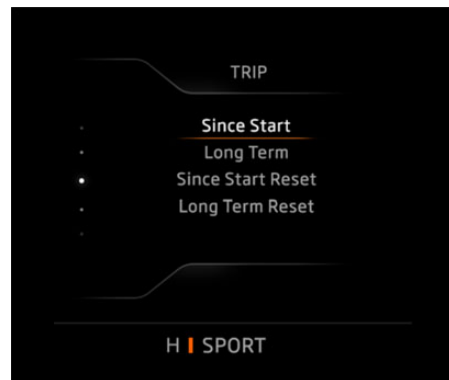 TRIP
Since Start
Long Term
Since Start Reset
Long Term Reset
H SPORT